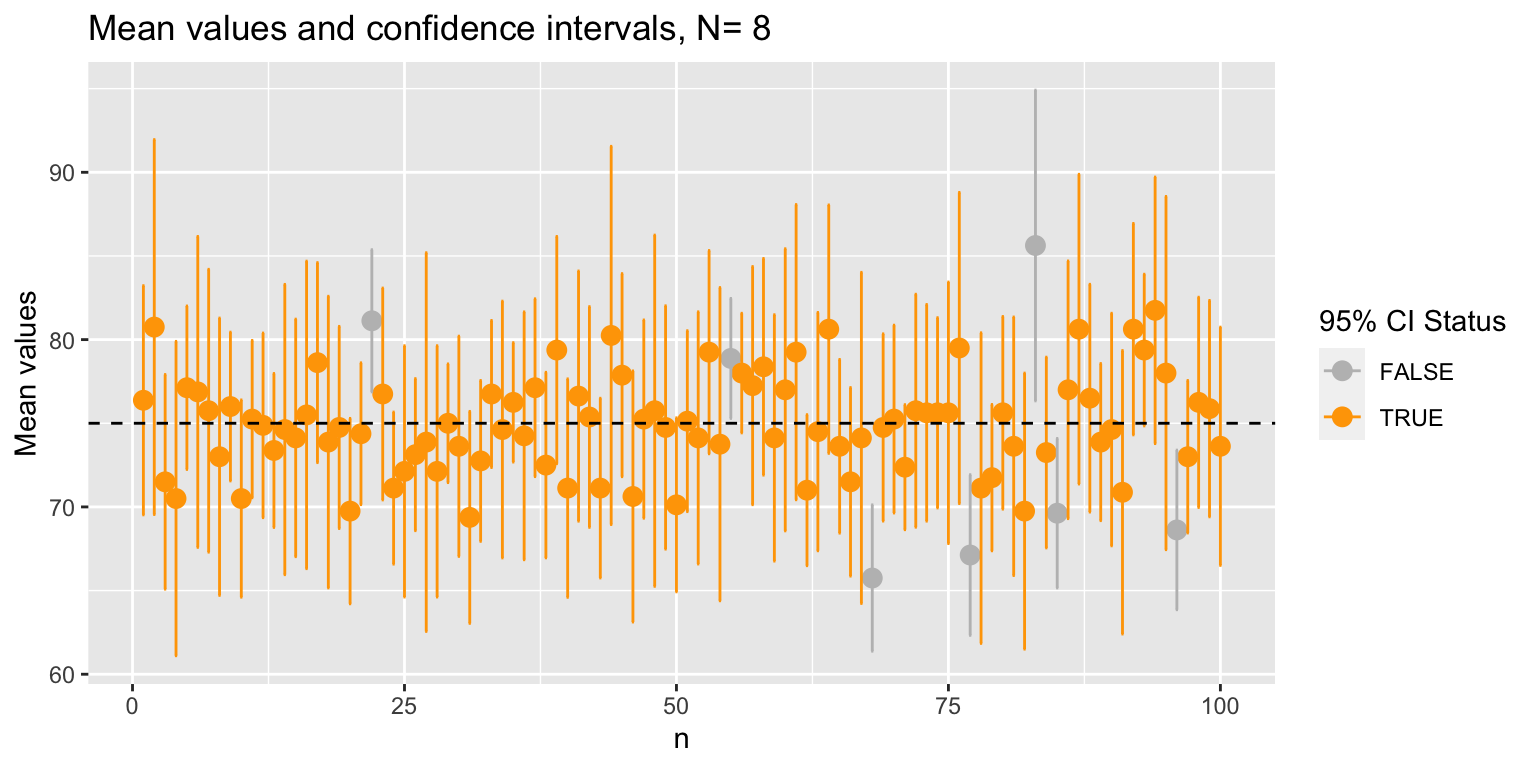 Mean values and confidence intervals, N= 8
Mean values
90
80
70
60
0
25
50
75
100
n
95% CI Status
FALSE
TRUE